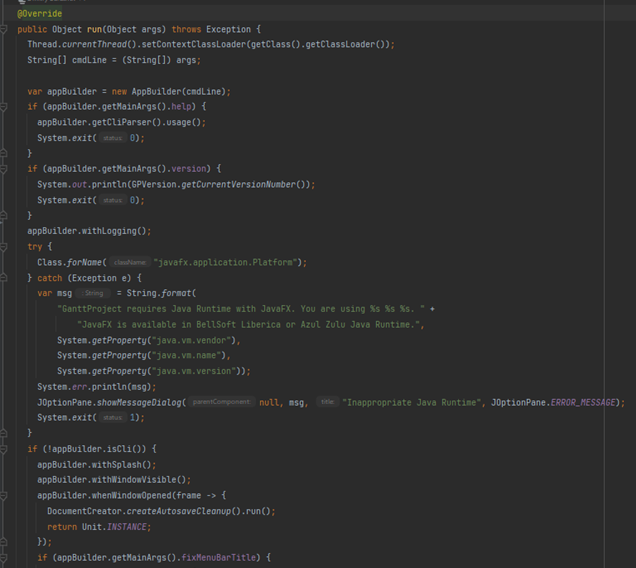 @Override
public Object run(Object args) throws Exception {
Thread.currentThread().setContextClassLoader(getClass().getClassLoader());
String[] cmdLine = (String[]) args;
var appBuilder = new AppBuilder(cmdLine);
if (appBuilder.getMainArgs().help) {
appBuilder.getCliParser().usage();
System.exit( status: 0);
}
if (appBuilder.getMainArgs().version) {
System.out.println(GPVersion.getCurrentVersionNumber());
System.exit( status: 0);
}
appBuilder.withLogging();
try {
Class.forName( className: "javafx.application.Platform");
} catch (Exception e) {
var msg : String = String.format(
"GanttProject requires Java Runtime with JavaFX. You are using %s %s %s. " +
"JavaFX is available in BellSoft Liberica or Azul Zulu Java Runtime.",
System.getProperty("java.vm.vendor"),
System.getProperty("java.vm.name"),
System.getProperty("java.vm.version"));
System.err.println(msg);
JOptionPane.showMessageDialog( parentComponent: null, msg, title: "Inappropriate Java Runtime", JOptionPane.ERROR_MESSAGE);
System.exit( status: 1);
}
if (!appBuilder.isCli()) {
appBuilder.withSplash();
appBuilder.withWindowVisible();
appBuilder.whenWindowOpened(frame -> {
DocumentCreator.createAutosaveCleanup().run();
return Unit.INSTANCE;
});
if (appBuilder.getMainArgs().fixMenuBarTitle) {